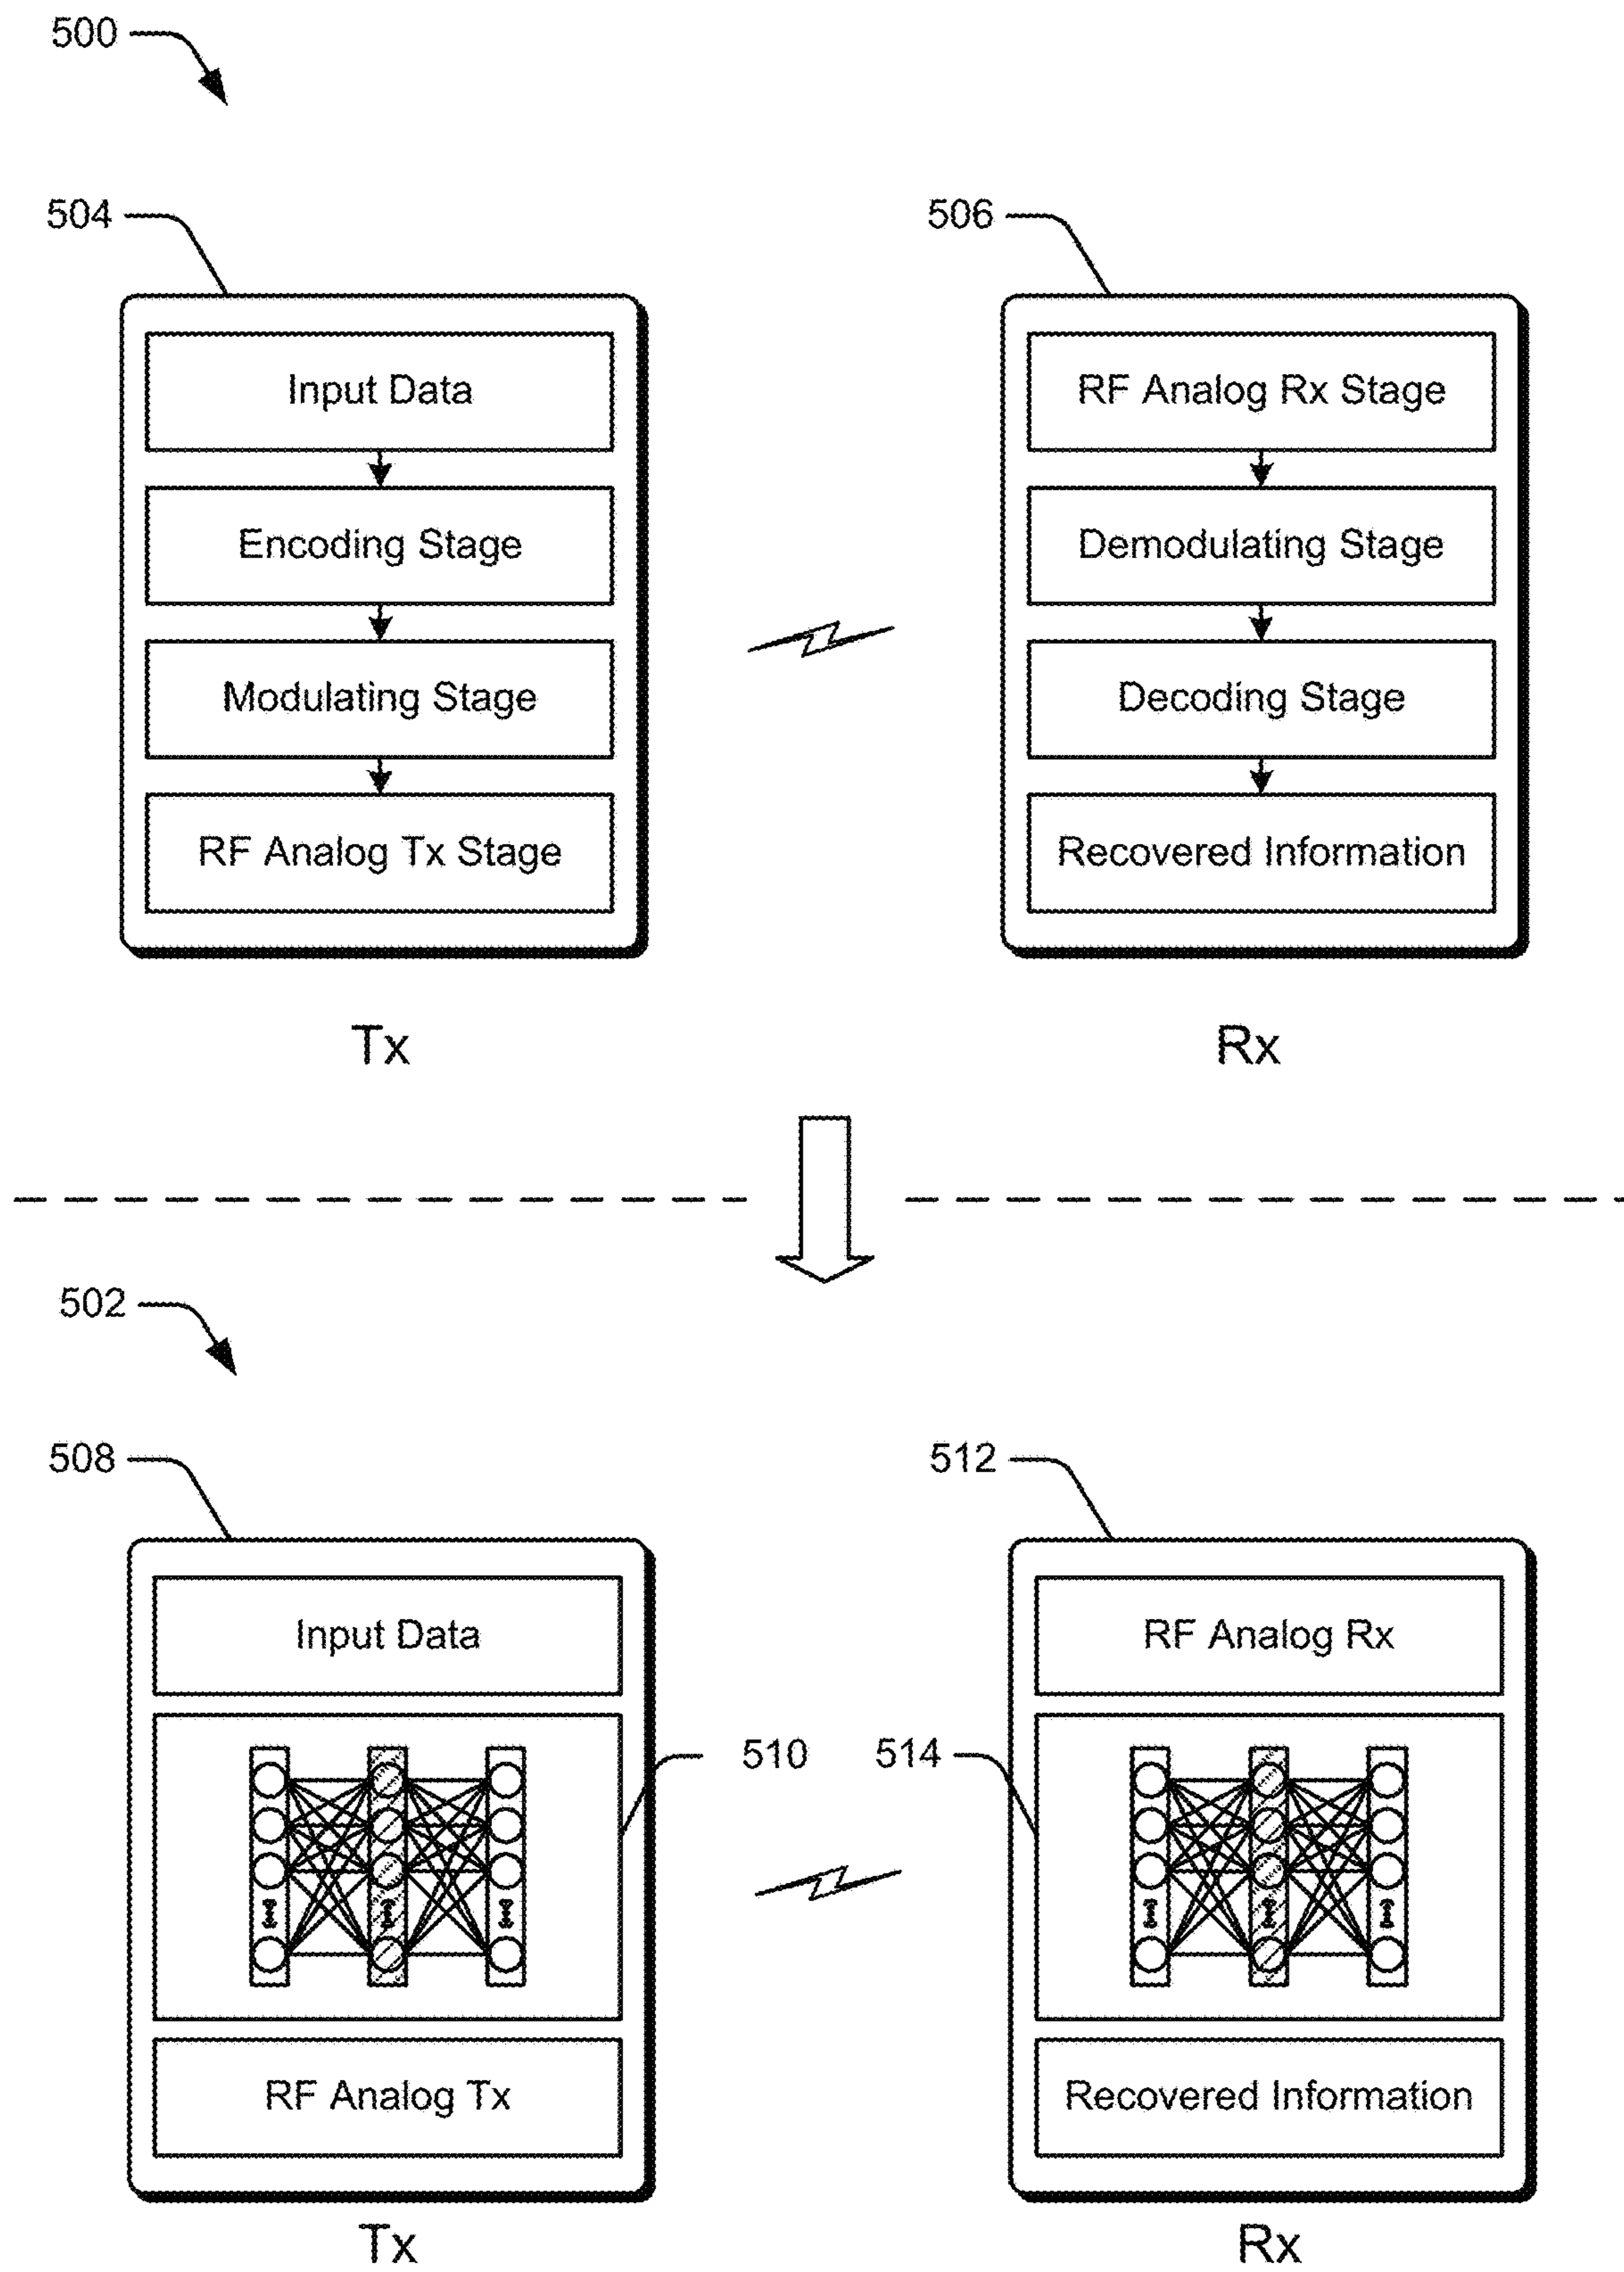 500
504
506
Input Data
RF Analog Rx Stage
Encoding Stage
Demodulating Stage
Modulating Stage
Decoding Stage
RF Analog Tx Stage
Recovered Information
Tx
Rx
502
508
512
Input Data
RF Analog Rx
510
514
RF Analog Tx
Recovered Information
Tx
Rx